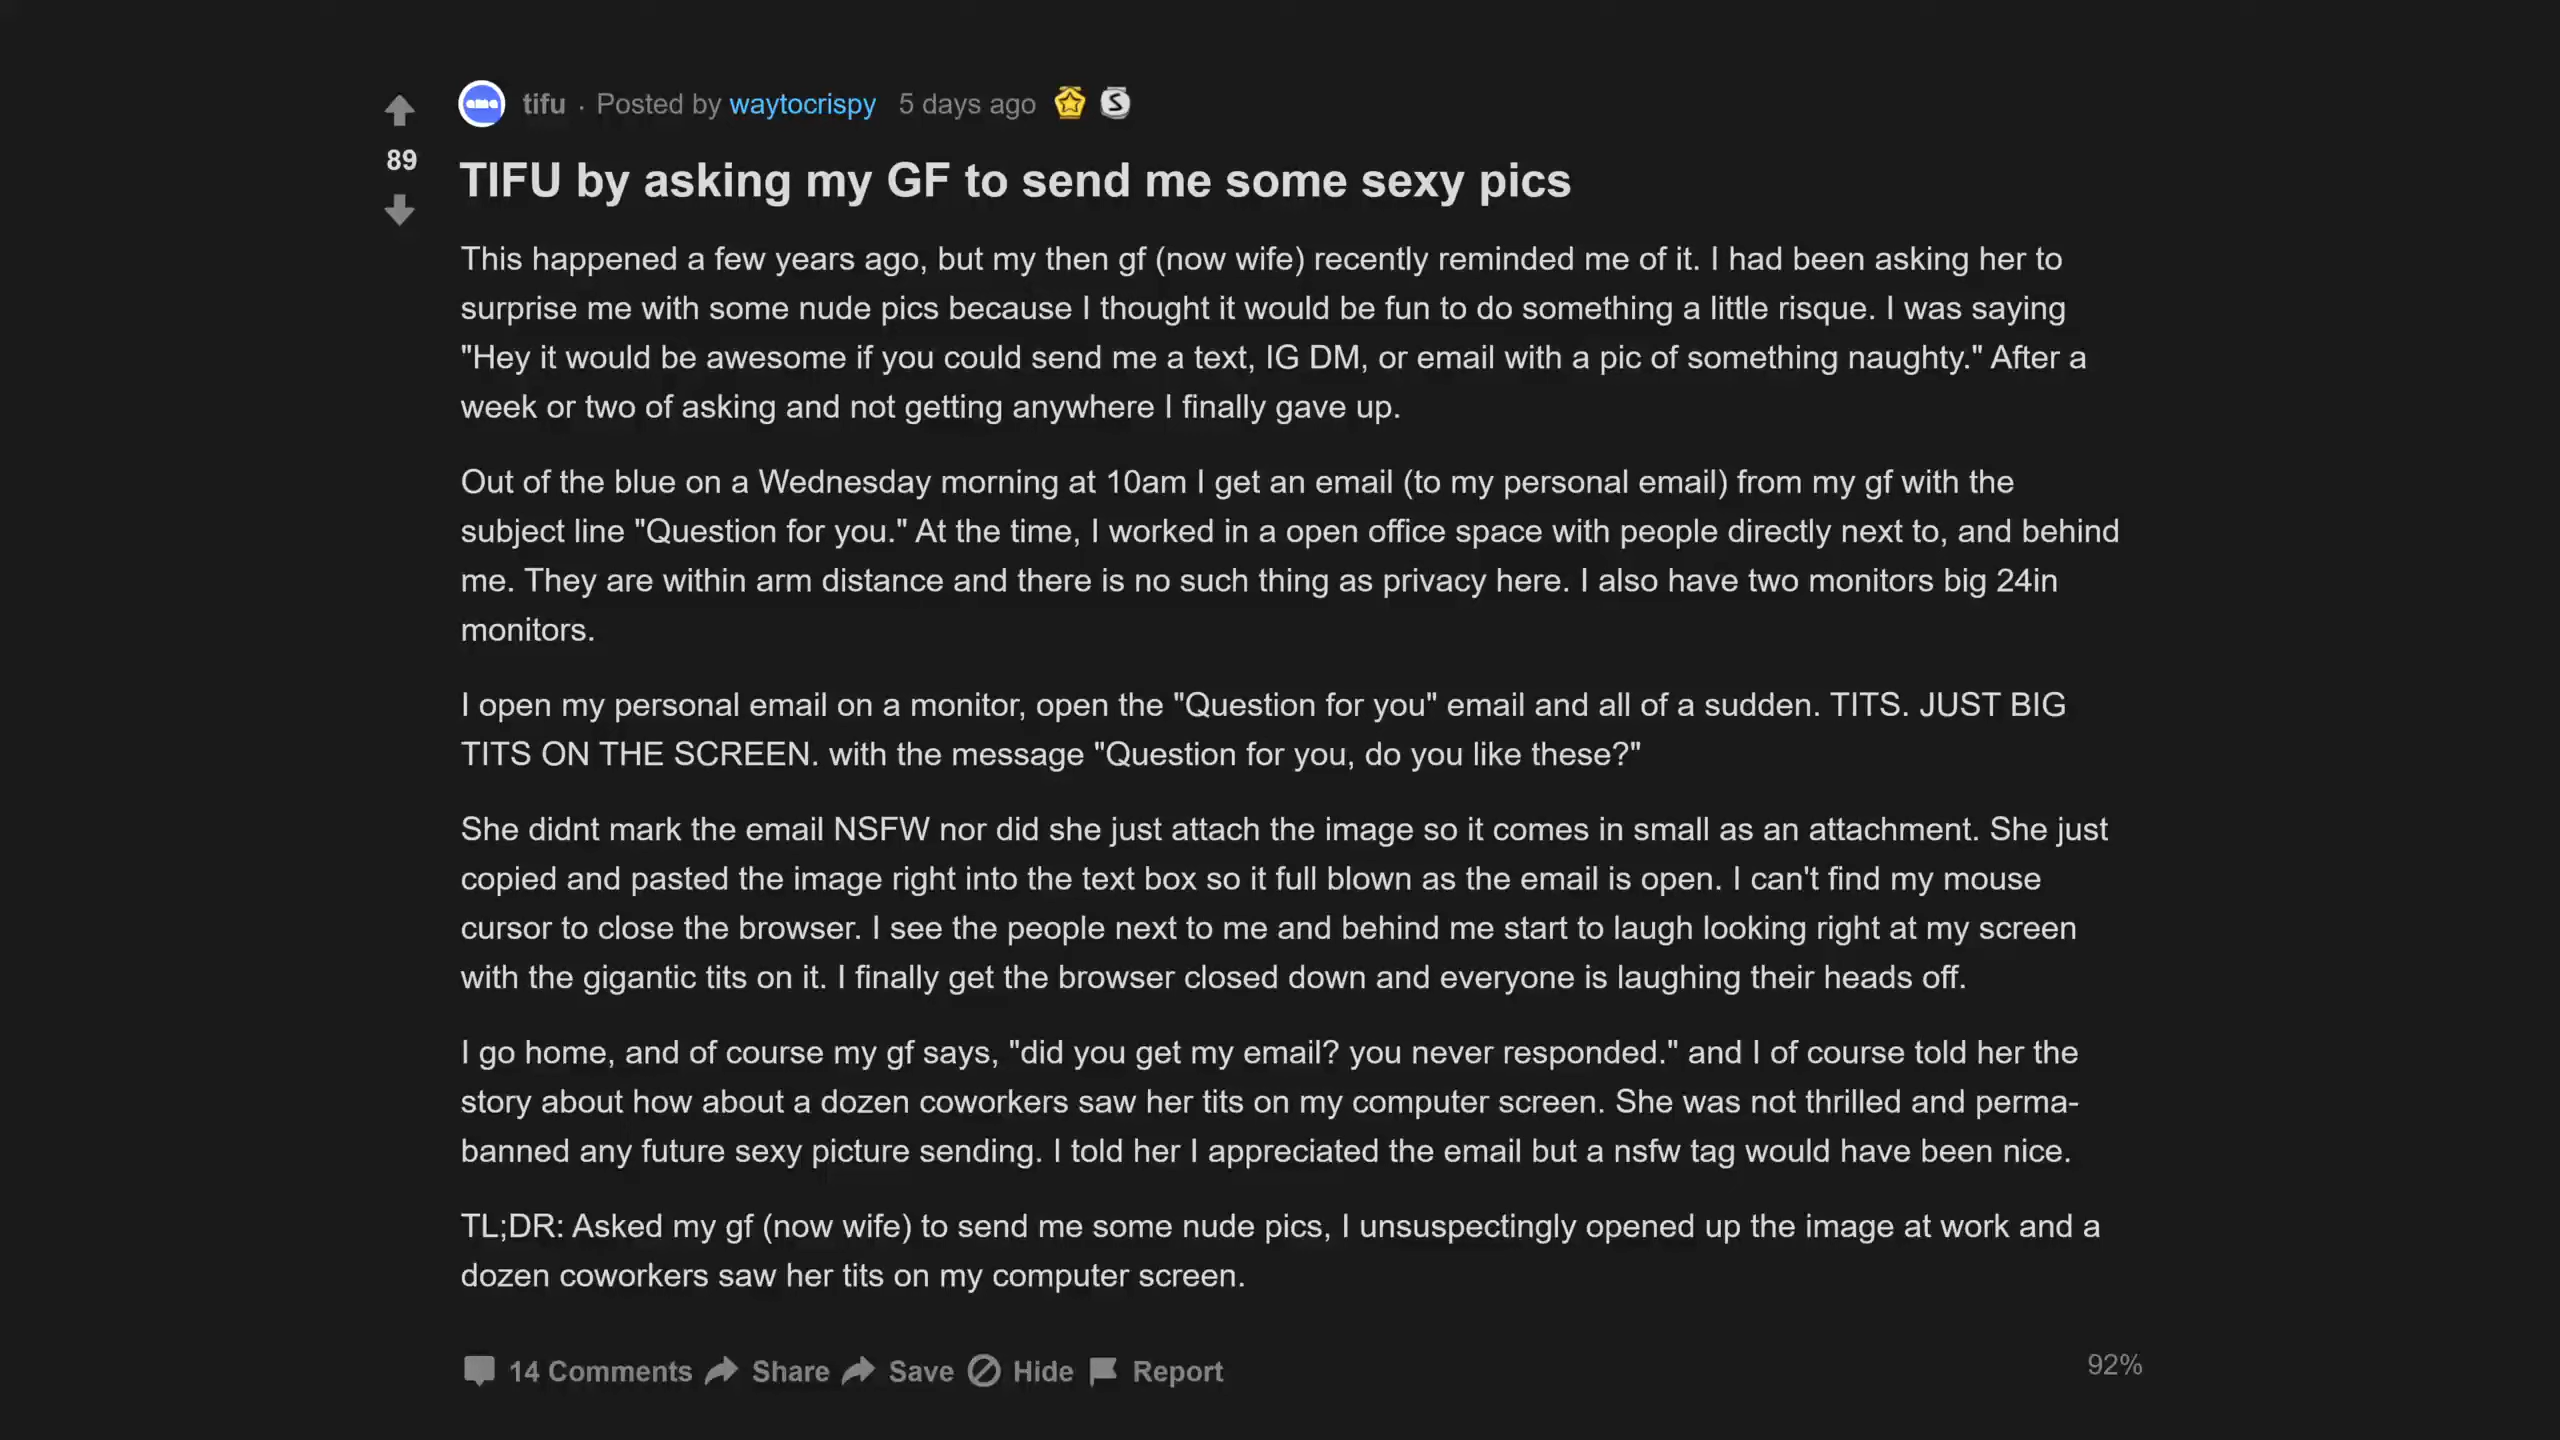 tifu · Posted by waytocrispy 5 days ago
89
TIFU by asking my GF to send me some sexy pics
This happened a few years ago, but my then gf (now wife) recently reminded me of it. I had been asking her to
surprise me with some nude pics because I thought it would be fun to do something a little risque. I was saying
"Hey it would be awesome if you could send me a text, IG DM, or email with a pic of something naughty." After a
week or two of asking and not getting anywhere I finally gave up.
Out of the blue on a Wednesday morning at 10am I get an email (to my personal email) from my gf with the
subject line "Question for you." At the time, I worked in a open office space with people directly next to, and behind
me. They are within arm distance and there is no such thing as privacy here. I also have two monitors big 24in
monitors.
I open my personal email on a monitor, open the "Question for you" email and all of a sudden. TITS. JUST BIG
TITS ON THE SCREEN. with the message "Question for you, do you like these?"
She didnt mark the email NSFW nor did she just attach the image so it comes in small as an attachment. She just
copied and pasted the image right into the text box so it full blown as the email is open. I can't find my mouse
cursor to close the browser. I see the people next to me and behind me start to laugh looking right at my screen
with the gigantic tits on it. I finally get the browser closed down and everyone is laughing their heads off.
I go home, and of course my gf says, "did you get my email? you never responded." and I of course told her the
story about how about a dozen coworkers saw her tits on my computer screen. She was not thrilled and perma-
banned any future sexy picture sending. I told her I appreciated the email but a nsfw tag would have been nice.
TL;DR: Asked my gf (now wife) to send me some nude pics, I unsuspectingly opened up the image at work and a
dozen coworkers saw her tits on my computer screen.
14 Comments Share Save Hide Report
92%